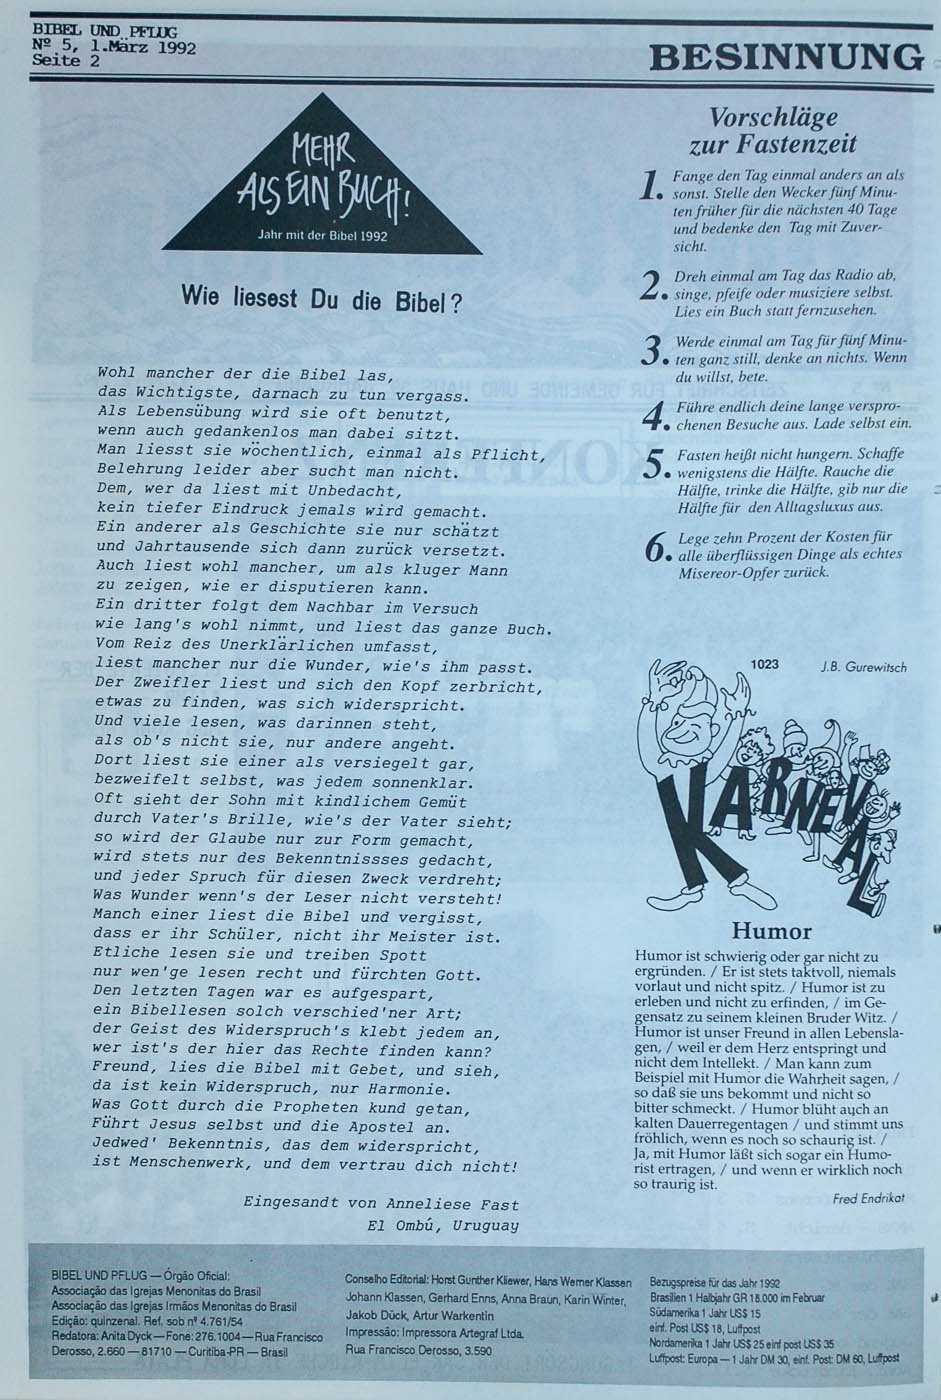 BIBEL UND PFLUG
Nº 5, 1.März 1992
Seite 2
BESINNUNG
MEHR
ALS EIN BUCH!
Jahr mit der Bibel 1992
Wie liesest Du die Bibel?
Wohl mancher der die Bibel las,
das Wichtigste, darnach zu tun vergass.
Als Lebensübung wird sie oft benutzt,
wenn auch gedankenlos man dabei sitzt.
Man liesst sie wöchentlich, einmal als Pflicht,
Belehrung leider aber sucht man nicht.
Dem, wer da liest mit Unbedacht,
kein tiefer Eindruck jemals wird gemacht.
Ein anderer als Geschichte sie nur schätzt
und Jahrtausende sich dann zurück versetzt.
Auch liest wohl mancher, um als kluger Mann
zu zeigen, wie er disputieren kann.
Ein dritter folgt dem Nachbar im Versuch
wie lang's wohl nimmt, und liest das ganze Buch.
Vom Reiz des Unerklärlichen umfasst,
liest mancher nur die Wunder, wie's ihm passt.
Der Zweifler liest und sich den Kopf zerbricht,
etwas zu finden, was sich widerspricht.
Und viele lesen, was darinnen steht,
als ob's nicht sie, nur andere angeht.
Dort liest sie einer als versiegelt gar,
bezweifelt selbst, was jedem sonnenklar.
Oft sieht der Sohn mit kindlichem Gemüt
durch Vater's Brille, wie's der Vater sieht;
so wird der Glaube nur zur Form gemacht,
wird stets nur des Bekenntnissses gedacht,
und jeder Spruch für diesen Zweck verdreht;
Was Wunder wenn's der Leser nicht versteht!
Manch einer liest die Bibel und vergisst,
dass er ihr Schüler, nicht ihr Meister ist.
Etliche lesen sie und treiben Spott
nur wen'ge lesen recht und fürchten Gott.
Den letzten Tagen war es aufgespart,
ein Bibellesen solch verschied'ner Art;
der Geist des Widerspruch's klebt jedem an,
wer ist's der hier das Rechte finden kann?
Freund, lies die Bibel mit Gebet, und sieh,
da ist kein Widerspruch, nur Harmonie.
Was Gott durch die Propheten kund getan,
Führt Jesus selbst und die Apostel an.
Jedwed' Bekenntnis, das dem widerspricht,
ist Menschenwerk, und dem vertrau dich nicht!
Eingesandt von Anneliese Fast
El Ombú, Uruguay
Vorschläge
zur Fastenzeit
1. Fange den Tag einmal anders an als
sonst. Stelle den Wecker fünf Minu-
ten früher für die nächsten 40 Tage
und bedenke den Tag mit Zuver-
sicht.
2. Dreh einmal am Tag das Radio ab,
singe, pfeife oder musiziere selbst.
Lies ein Buch statt fernzusehen.
3. Werde einmal am Tag für fünf Minu-
ten ganz still, denke an nichts. Wenn
du willst, bete.
4. Führe endlich deine lange verspro-
chenen Besuche aus. Lade selbst ein.
5. Fasten heißt nicht hungern. Schaffe
wenigstens die Hälfte. Rauche die
Hälfte, trinke die Hälfte, gib nur die
Hälfte für den Alltagsluxus aus.
6. Lege zehn Prozent der Kosten für
alle überflüssigen Dinge als echtes
Misereor-Opfer zurück.
1023 J.B. Gurewitsch
KARNEVAL
Humor
Humor ist schwierig oder gar nicht zu
ergründen. / Er ist stets taktvoll, niemals
vorlaut und nicht spitz. / Humor ist zu
erleben und nicht zu erfinden, / im Ge-
gensatz zu seinem kleinen Bruder Witz. /
Humor ist unser Freund in allen Lebensla-
gen, / weil er dem Herz entspringt und
nicht dem Intellekt. / Man kann zum
Beispiel mit Humor die Wahrheit sagen, /
so daß sie uns bekommt und nicht so
bitter schmeckt. / Humor blüht auch an
kalten Dauerregentagen / und stimmt uns
fröhlich, wenn es noch so schaurig ist. /
Ja, mit Humor läßt sich sogar ein Humo-
rist ertragen, / und wenn er wirklich noch
so traurig ist.
Fred Endrikat
BIBEL UND PFLUG — Órgão Oficial:
Associação das Igrejas Menonitas do Brasil
Associação das Igrejas Irmãos Menonitas do Brasil
Edição: quinzenal. Ref. sob nº 4.761/54
Redatora: Anita Dyck — Fone: 276.1004 — Rua Francisco
Derosso, 2.660 — 81710 — Curitiba-PR — Brasil
Conselho Editorial: Horst Gunther Kliewer, Hans Werner Klassen
Johann Klassen, Gerhard Enns, Anna Braun, Karin Winter,
Jakob Dück, Artur Warkentin
Impressão: Impressora Artegraf Ltda.
Rua Francisco Derosso, 3.590
Bezugspreise für das Jahr 1992
Brasilien 1 Halbjahr GR 18.000 im Februar
Südamerika 1 Jahr US$ 15
einf. Post US$ 18, Luftpost
Nordamerika 1 Jahr US$ 25 einf post US$ 35
Luftpost: Europa — 1 Jahr DM 30, einf. Post: DM 60, Luftpost